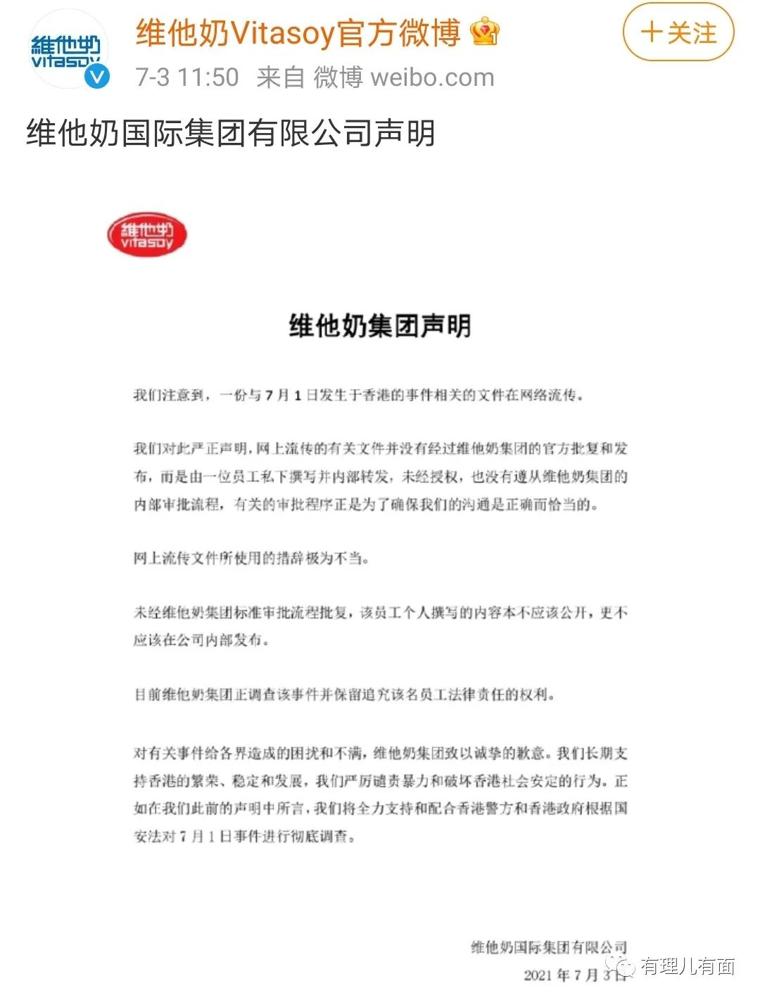 維他奶
vitasoy
维他奶Vitasoy官方微博
+关注
7-3 11:50 来自 微博 weibo.com
维他奶国际集团有限公司声明
維他奶
vitasoy
维他奶集团声明
我们注意到，一份与 7 月 1 日发生于香港的事件相关的文件在网络流传。
我们对此严正声明，网上流传的有关文件并没有经过维他奶集团的官方批复和发
布，而是由一位员工私下撰写并内部转发，未经授权，也没有遵从维他奶集团的
内部审批流程，有关的审批程序正是为了确保我们的沟通是正确而恰当的。
网上流传文件所使用的措辞极为不当。
未经维他奶集团标准审批流程批复，该员工个人撰写的内容本不应该公开，更不
应该在公司内部发布。
目前维他奶集团正调查该事件并保留追究该名员工法律责任的权利。
对有关事件给各界造成的困扰和不满，维他奶集团致以诚挚的歉意。我们长期支
持香港的繁荣、稳定和发展，我们严厉谴责暴力和破坏香港社会安定的行为。正
如在我们此前的声明中所言，我们将全力支持和配合香港警方和香港政府根据国
安法对 7 月 1 日事件进行彻底调查。
维他奶国际集团有限公司
2021 年 7 月 3 日
有理儿有面